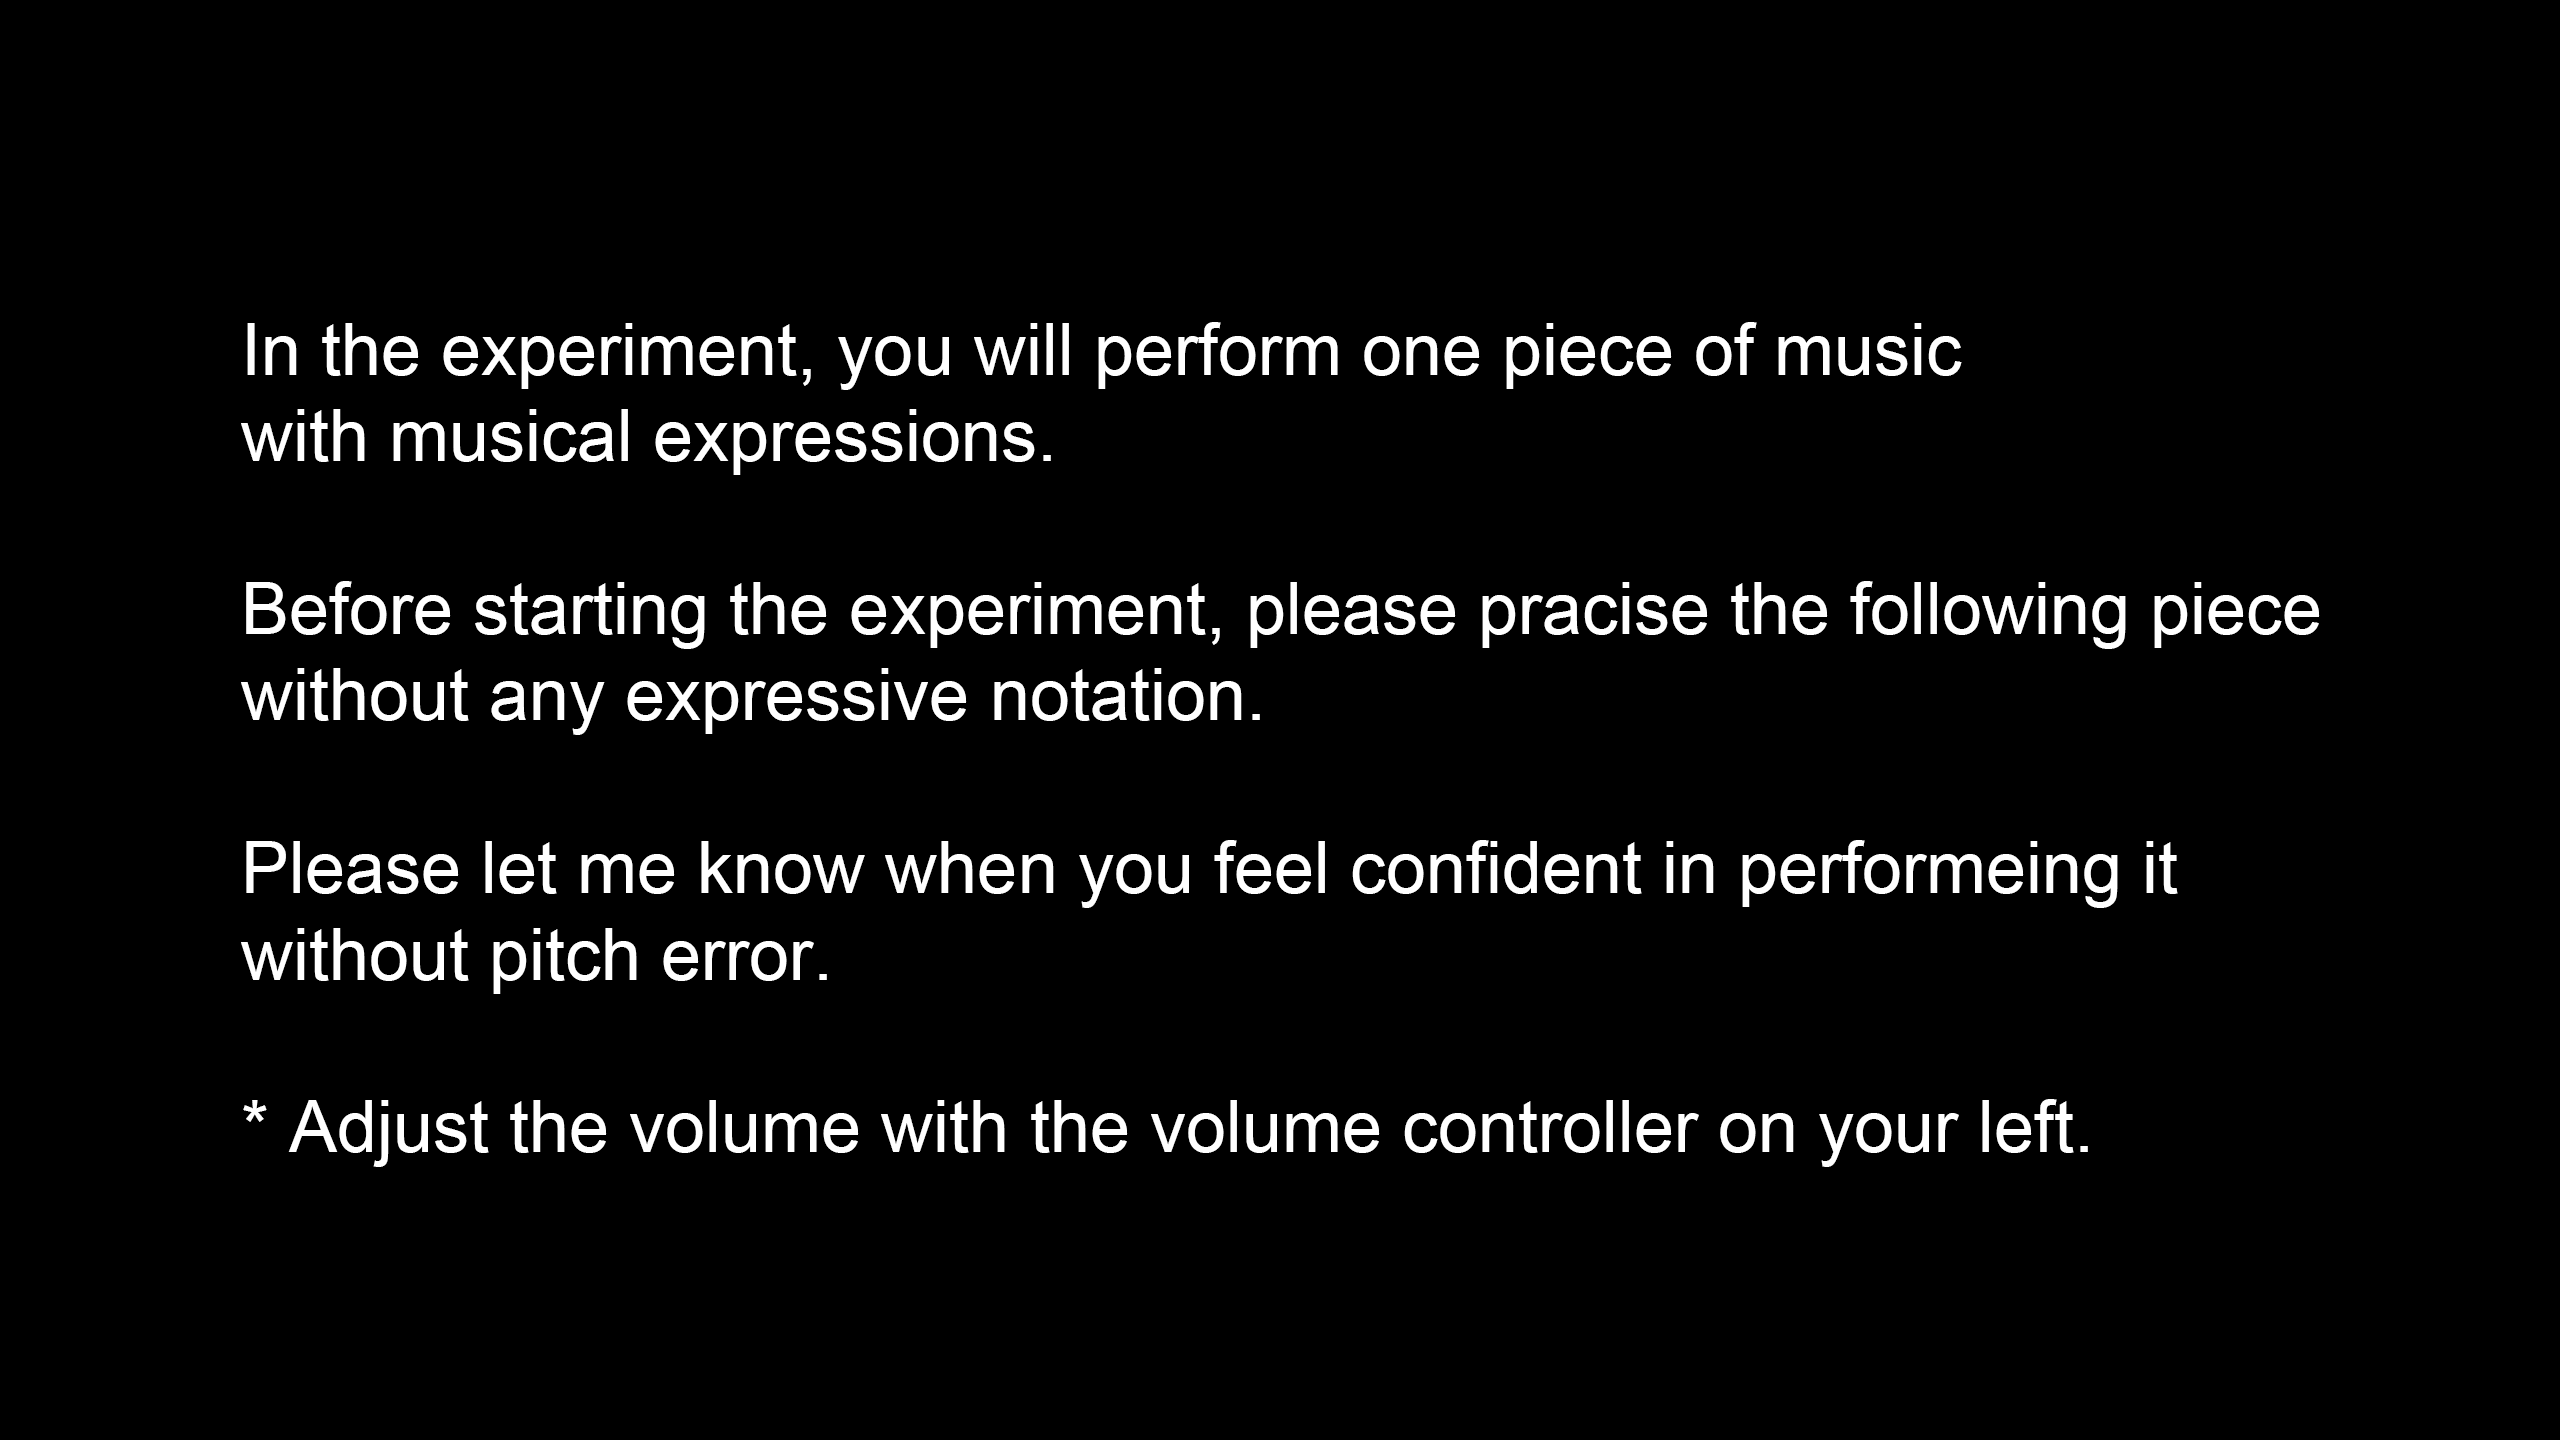 In the experiment, you will perform one piece of music
with musical expressions.
Before starting the experiment, please pracise the following piece
without any expressive notation.
Please let me know when you feel confident in performeing it
without pitch error.
* Adjust the volume with the volume controller on your left.